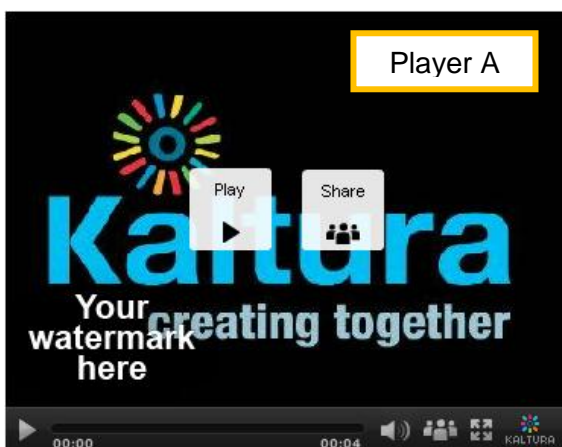 Player A
Play
Share
Kaltura
creating together
Your
watermark
here
00:00
00:04
KALTURA